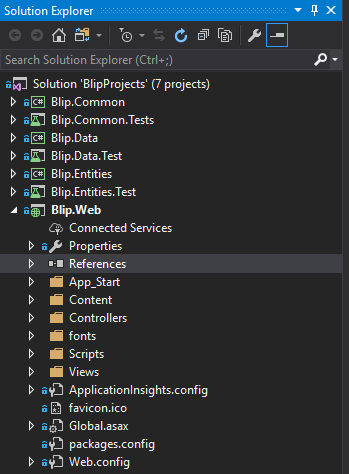 Solution Explorer
Search Solution Explorer (Ctrl+;)
Solution 'BlipProjects' (7 projects)
C# Blip.Common
Blip.Common.Tests
C# Blip.Data
Blip.Data.Test
C# Blip.Entities
Blip.Entities.Test
Blip.Web
Connected Services
Properties
References
App_Start
Content
Controllers
fonts
Scripts
Views
ApplicationInsights.config
favicon.ico
Global.asax
packages.config
Web.config